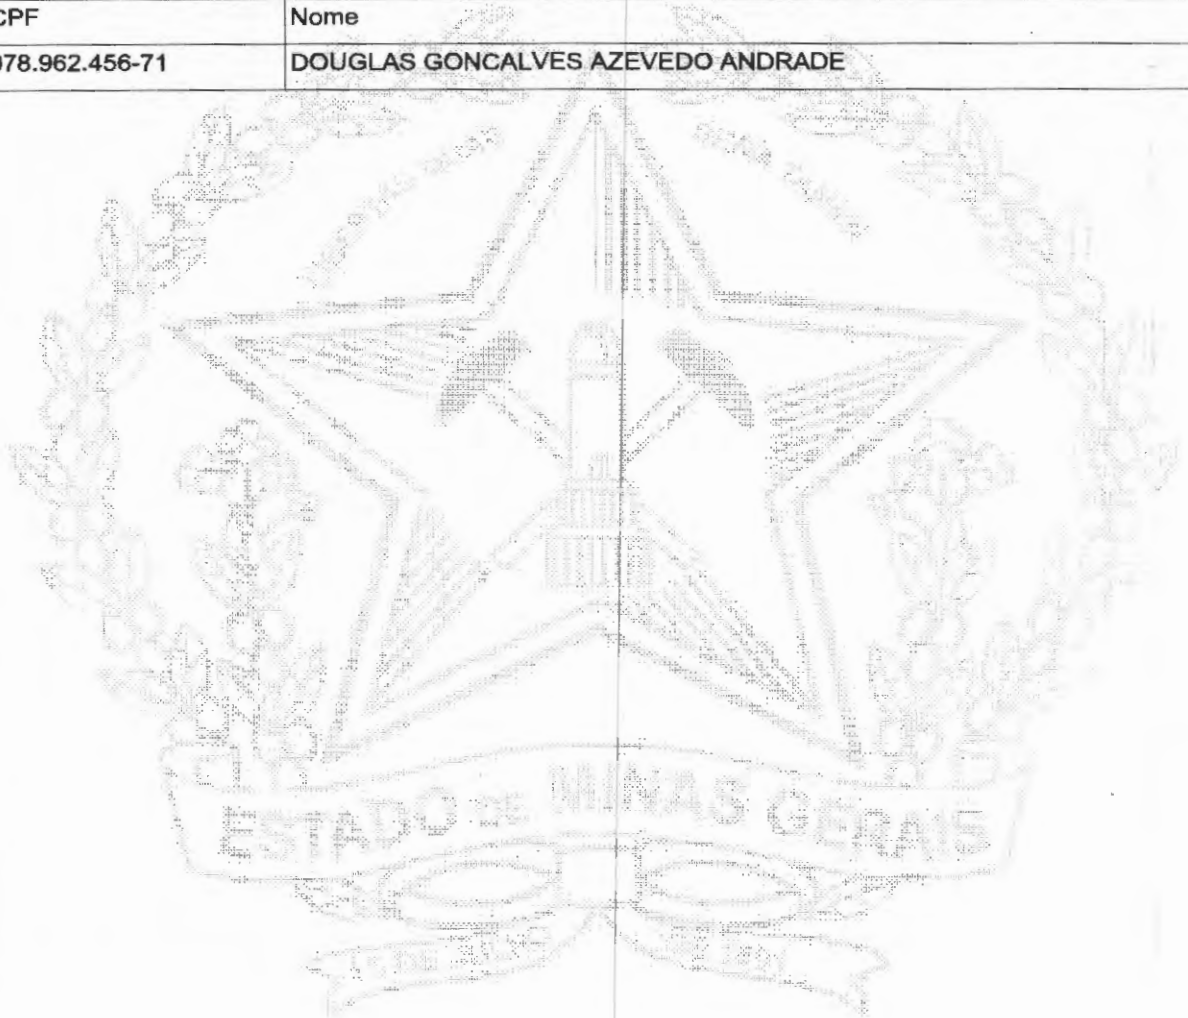 CPF Nome
078.962.456-71 DOUGLAS GONCALVES AZEVEDO ANDRADE
ESTADO DE MINAS GERAIS